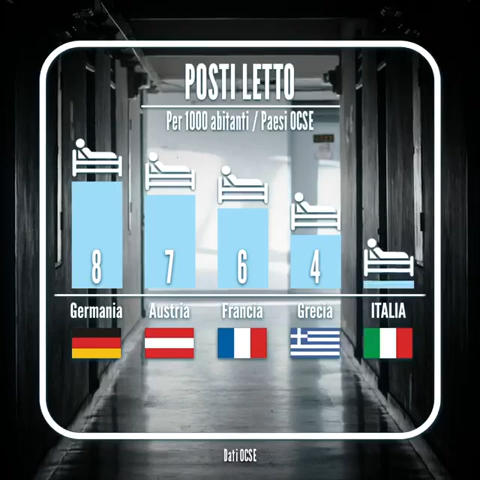 POSTI LETTO
Per 1000 abitanti / Paesi OCSE
8 7 6 4
Germania Austria Francia Grecia ITALIA
Dati OCSE